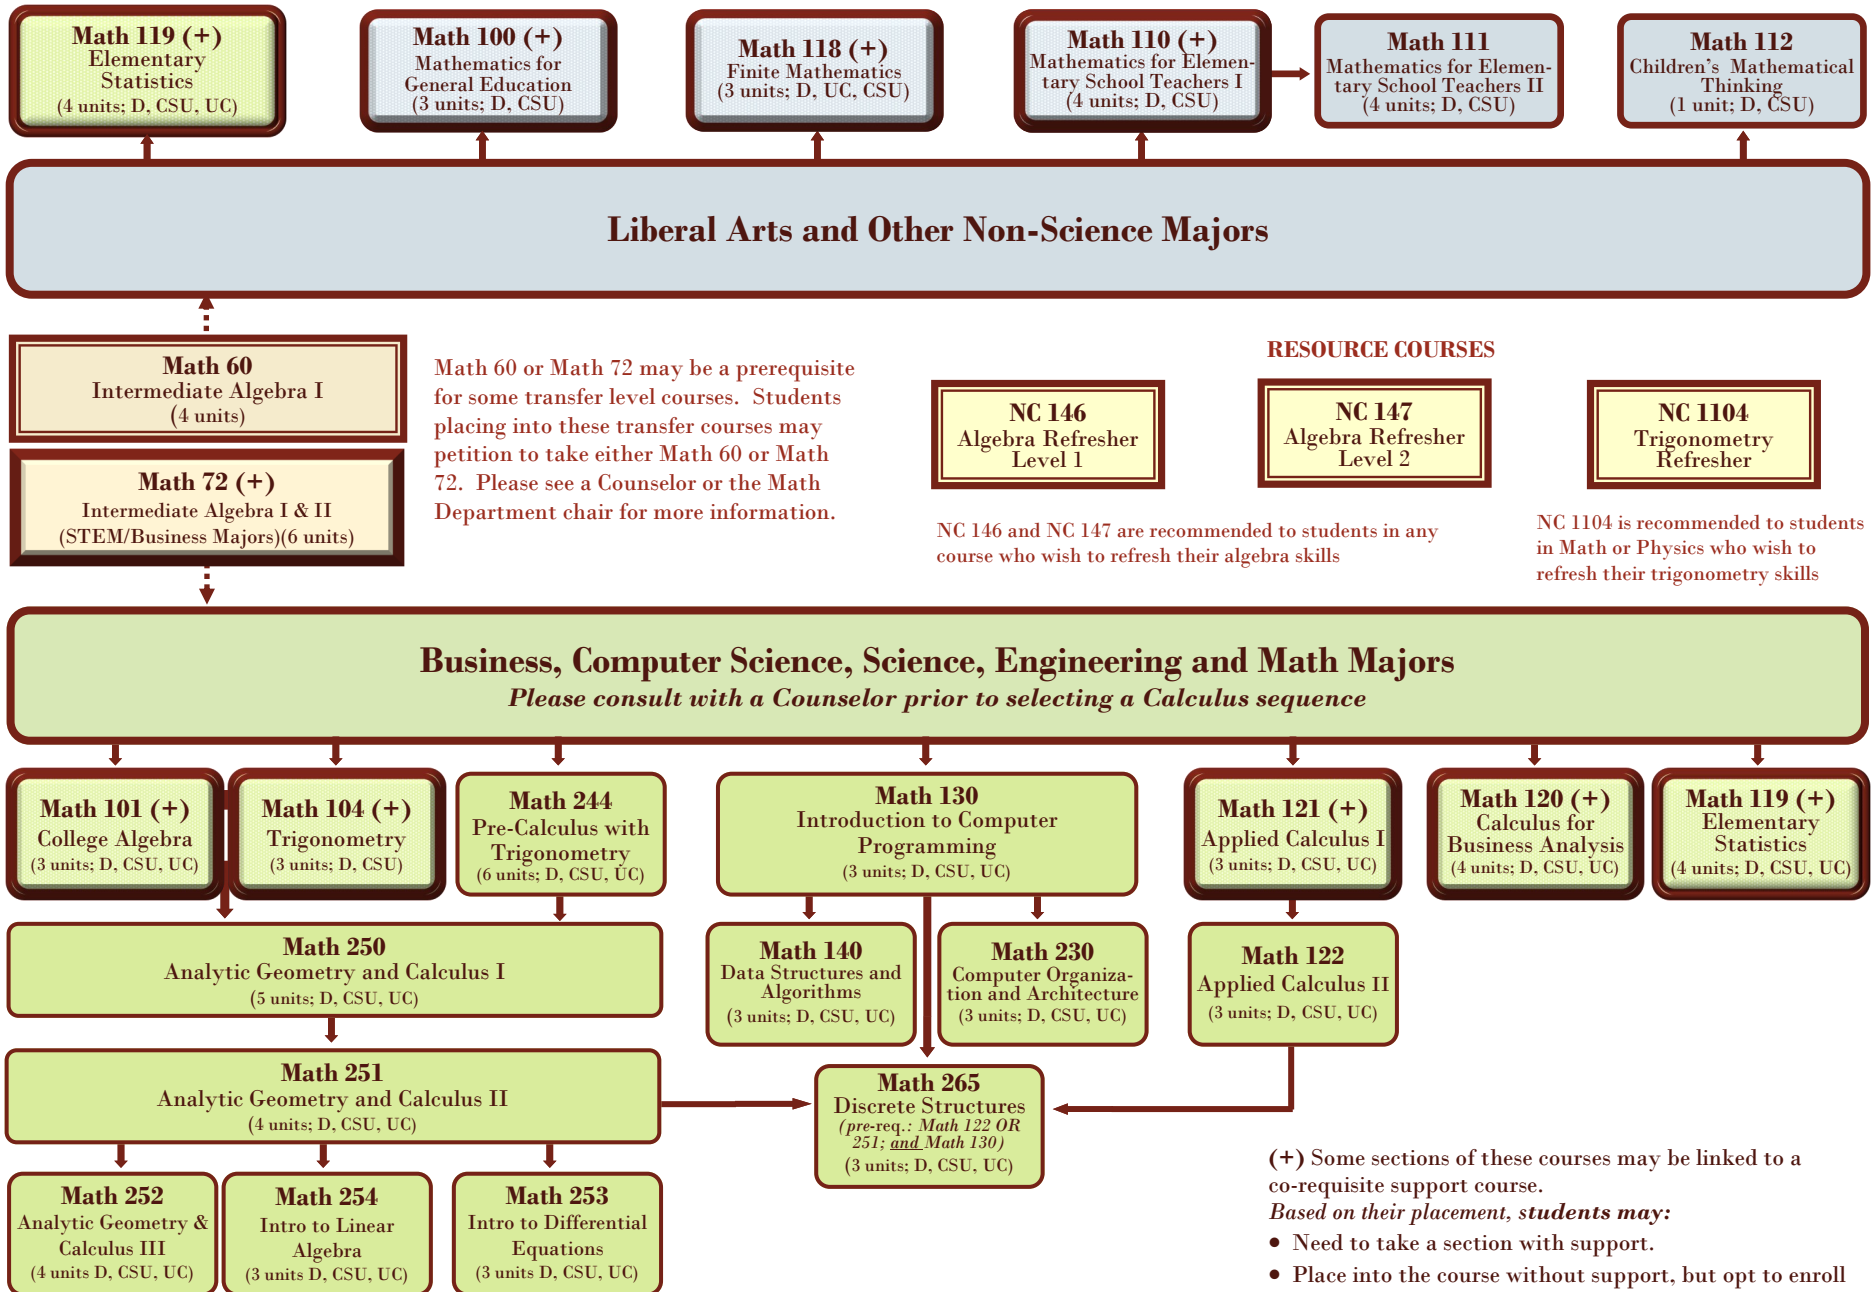 Math 119 (+)
Elementary
Statistics
(4 units; D, CSU, UC)
Math 100 (+)
Mathematics for
General Education
(3 units; D, CSU)
Math 118 (+)
Finite Mathematics
(3 units; D, UC, CSU)
Math 110 (+)
Mathematics for Elemen-
tary School Teachers I
(4 units; D, CSU)
Math 111
Mathematics for Elemen-
tary School Teachers II
(4 units; D, CSU)
Math 112
Children's Mathematical
Thinking
(1 unit; D, CSU)
Liberal Arts and Other Non-Science Majors
Math 60
Intermediate Algebra I
(4 units)
Math 72 (+)
Intermediate Algebra I & II
(STEM/Business Majors)(6 units)
Math 60 or Math 72 may be a prerequisite
for some transfer level courses. Students
placing into these transfer courses may
petition to take either Math 60 or Math
72. Please see a Counselor or the Math
Department chair for more information.
RESOURCE COURSES
NC 146
Algebra Refresher
Level 1
NC 147
Algebra Refresher
Level 2
NC 1104
Trigonometry
Refresher
NC 146 and NC 147 are recommended to students in any
course who wish to refresh their algebra skills
NC 1104 is recommended to students
in Math or Physics who wish to
refresh their trigonometry skills
Business, Computer Science, Science, Engineering and Math Majors
Please consult with a Counselor prior to selecting a Calculus sequence
Math 101 (+)
College Algebra
(3 units; D, CSU, UC)
Math 104 (+)
Trigonometry
(3 units; D, CSU)
Math 244
Pre-Calculus with
Trigonometry
(6 units; D, CSU, UC)
Math 130
Introduction to Computer
Programming
(3 units; D, CSU, UC)
Math 121 (+)
Applied Calculus I
(3 units; D, CSU, UC)
Math 120 (+)
Calculus for
Business Analysis
(4 units; D, CSU, UC)
Math 119 (+)
Elementary
Statistics
(4 units; D, CSU, UC)
Math 250
Analytic Geometry and Calculus I
(5 units; D, CSU, UC)
Math 140
Data Structures and
Algorithms
(3 units; D, CSU, UC)
Math 230
Computer Organiza-
tion and Architecture
(3 units; D, CSU, UC)
Math 122
Applied Calculus II
(3 units; D, CSU, UC)
Math 251
Analytic Geometry and Calculus II
(4 units; D, CSU, UC)
Math 265
Discrete Structures
(pre-req.: Math 122 OR
251; and Math 130)
(3 units; D, CSU, UC)
Math 252
Analytic Geometry &
Calculus III
(4 units D, CSU, UC)
Math 254
Intro to Linear
Algebra
(3 units D, CSU, UC)
Math 253
Intro to Differential
Equations
(3 units D, CSU, UC)
(+) Some sections of these courses may be linked to a
co-requisite support course.
Based on their placement, students may:
• Need to take a section with support.
• Place into the course without support, but opt to enroll